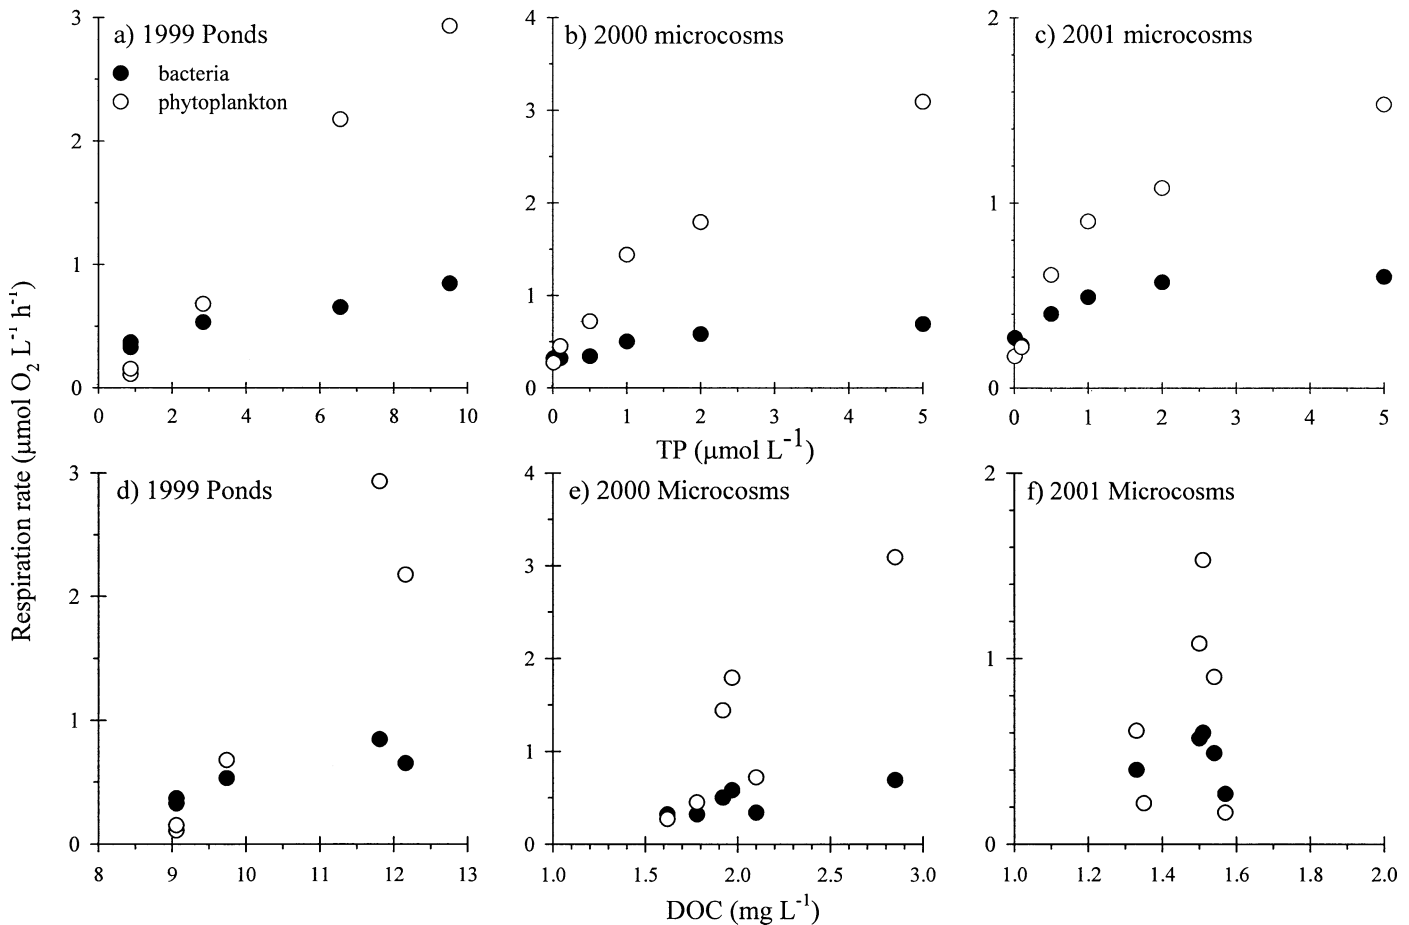 a) 1999 Ponds
bacteria
phytoplankton
3
2
1
0
0 2 4 6 8 10
b) 2000 microcosms
4
3
2
1
0
0 1 2 3 4 5
c) 2001 microcosms
2
1
0
0 1 2 3 4 5
TP (μmol L⁻¹)
Respiration rate (μmol O₂ L⁻¹ h⁻¹)
d) 1999 Ponds
3
2
1
0
8 9 10 11 12 13
e) 2000 Microcosms
4
3
2
1
0
1.0 1.5 2.0 2.5 3.0
f) 2001 Microcosms
2
1
0
1.0 1.2 1.4 1.6 1.8 2.0
DOC (mg L⁻¹)